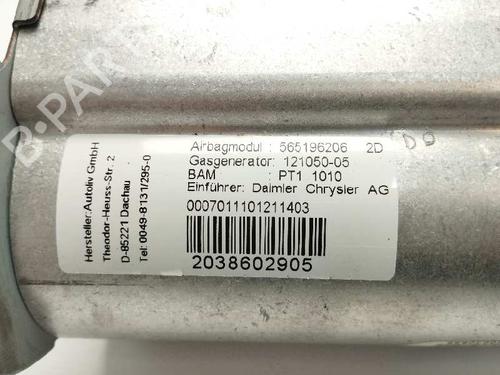 B-PARTS
Hersteller:Autoliv GmbH
Theodor-Heuss-Str. 2
D-85221 Dachau
Tel: 0049-8131/295-0
Airbagmodul : 565196206 2D
Gasgenerator: 121050-05
BAM : PT1 1010
Einführer: Daimler Chrysler AG
0007011101211403
2038602905